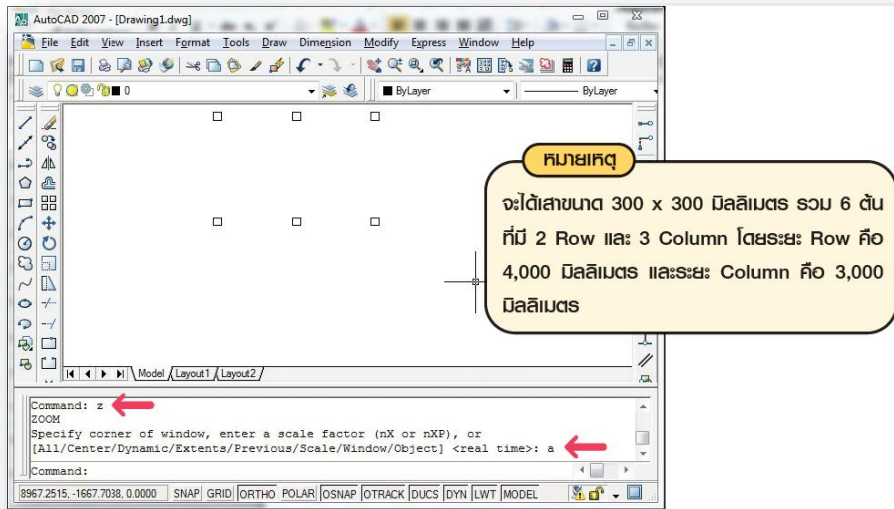 AutoCAD 2007 - [Drawing1.dwg]
File Edit View Insert Format Tools Draw Dimension Modify Express Window Help
0 ByLayer ByLayer
หมายเหตุ
จะได้เสาขนาด 300 x 300 มิลลิเมตร รวม 6 ต้น
ที่มี 2 Row และ 3 Column โดยระยะ Row คือ
4,000 มิลลิเมตร และระยะ Column คือ 3,000
มิลลิเมตร
Model Layout1 Layout2
Command: z
ZOOM
Specify corner of window, enter a scale factor (nX or nXP), or
[All/Center/Dynamic/Extents/Previous/Scale/Window/Object] <real time>: a
Command:
8967.2515, -1667.7038, 0.0000 SNAP GRID ORTHO POLAR OSNAP OTRACK DUCS DYN LWT MODEL